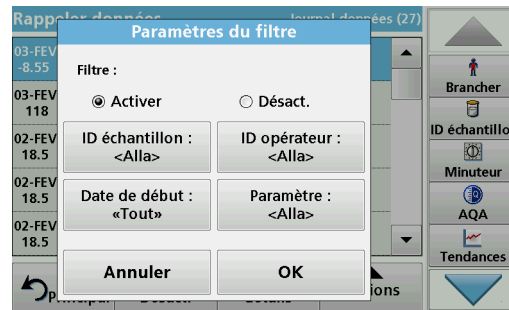 Rappeler données Journal données (27)
Paramètres du filtre
03-FEV
-8.55
Filtre :
03-FEV
118
Activer
Désact.
02-FEV
18.5
ID échantillon :
<Alla>
ID opérateur :
<Alla>
02-FEV
18.5
Date de début :
«Tout»
Paramètre :
<Alla>
02-FEV
18.5
Annuler
OK
Brancher
ID échantillo
Minuteur
AQA
Tendances